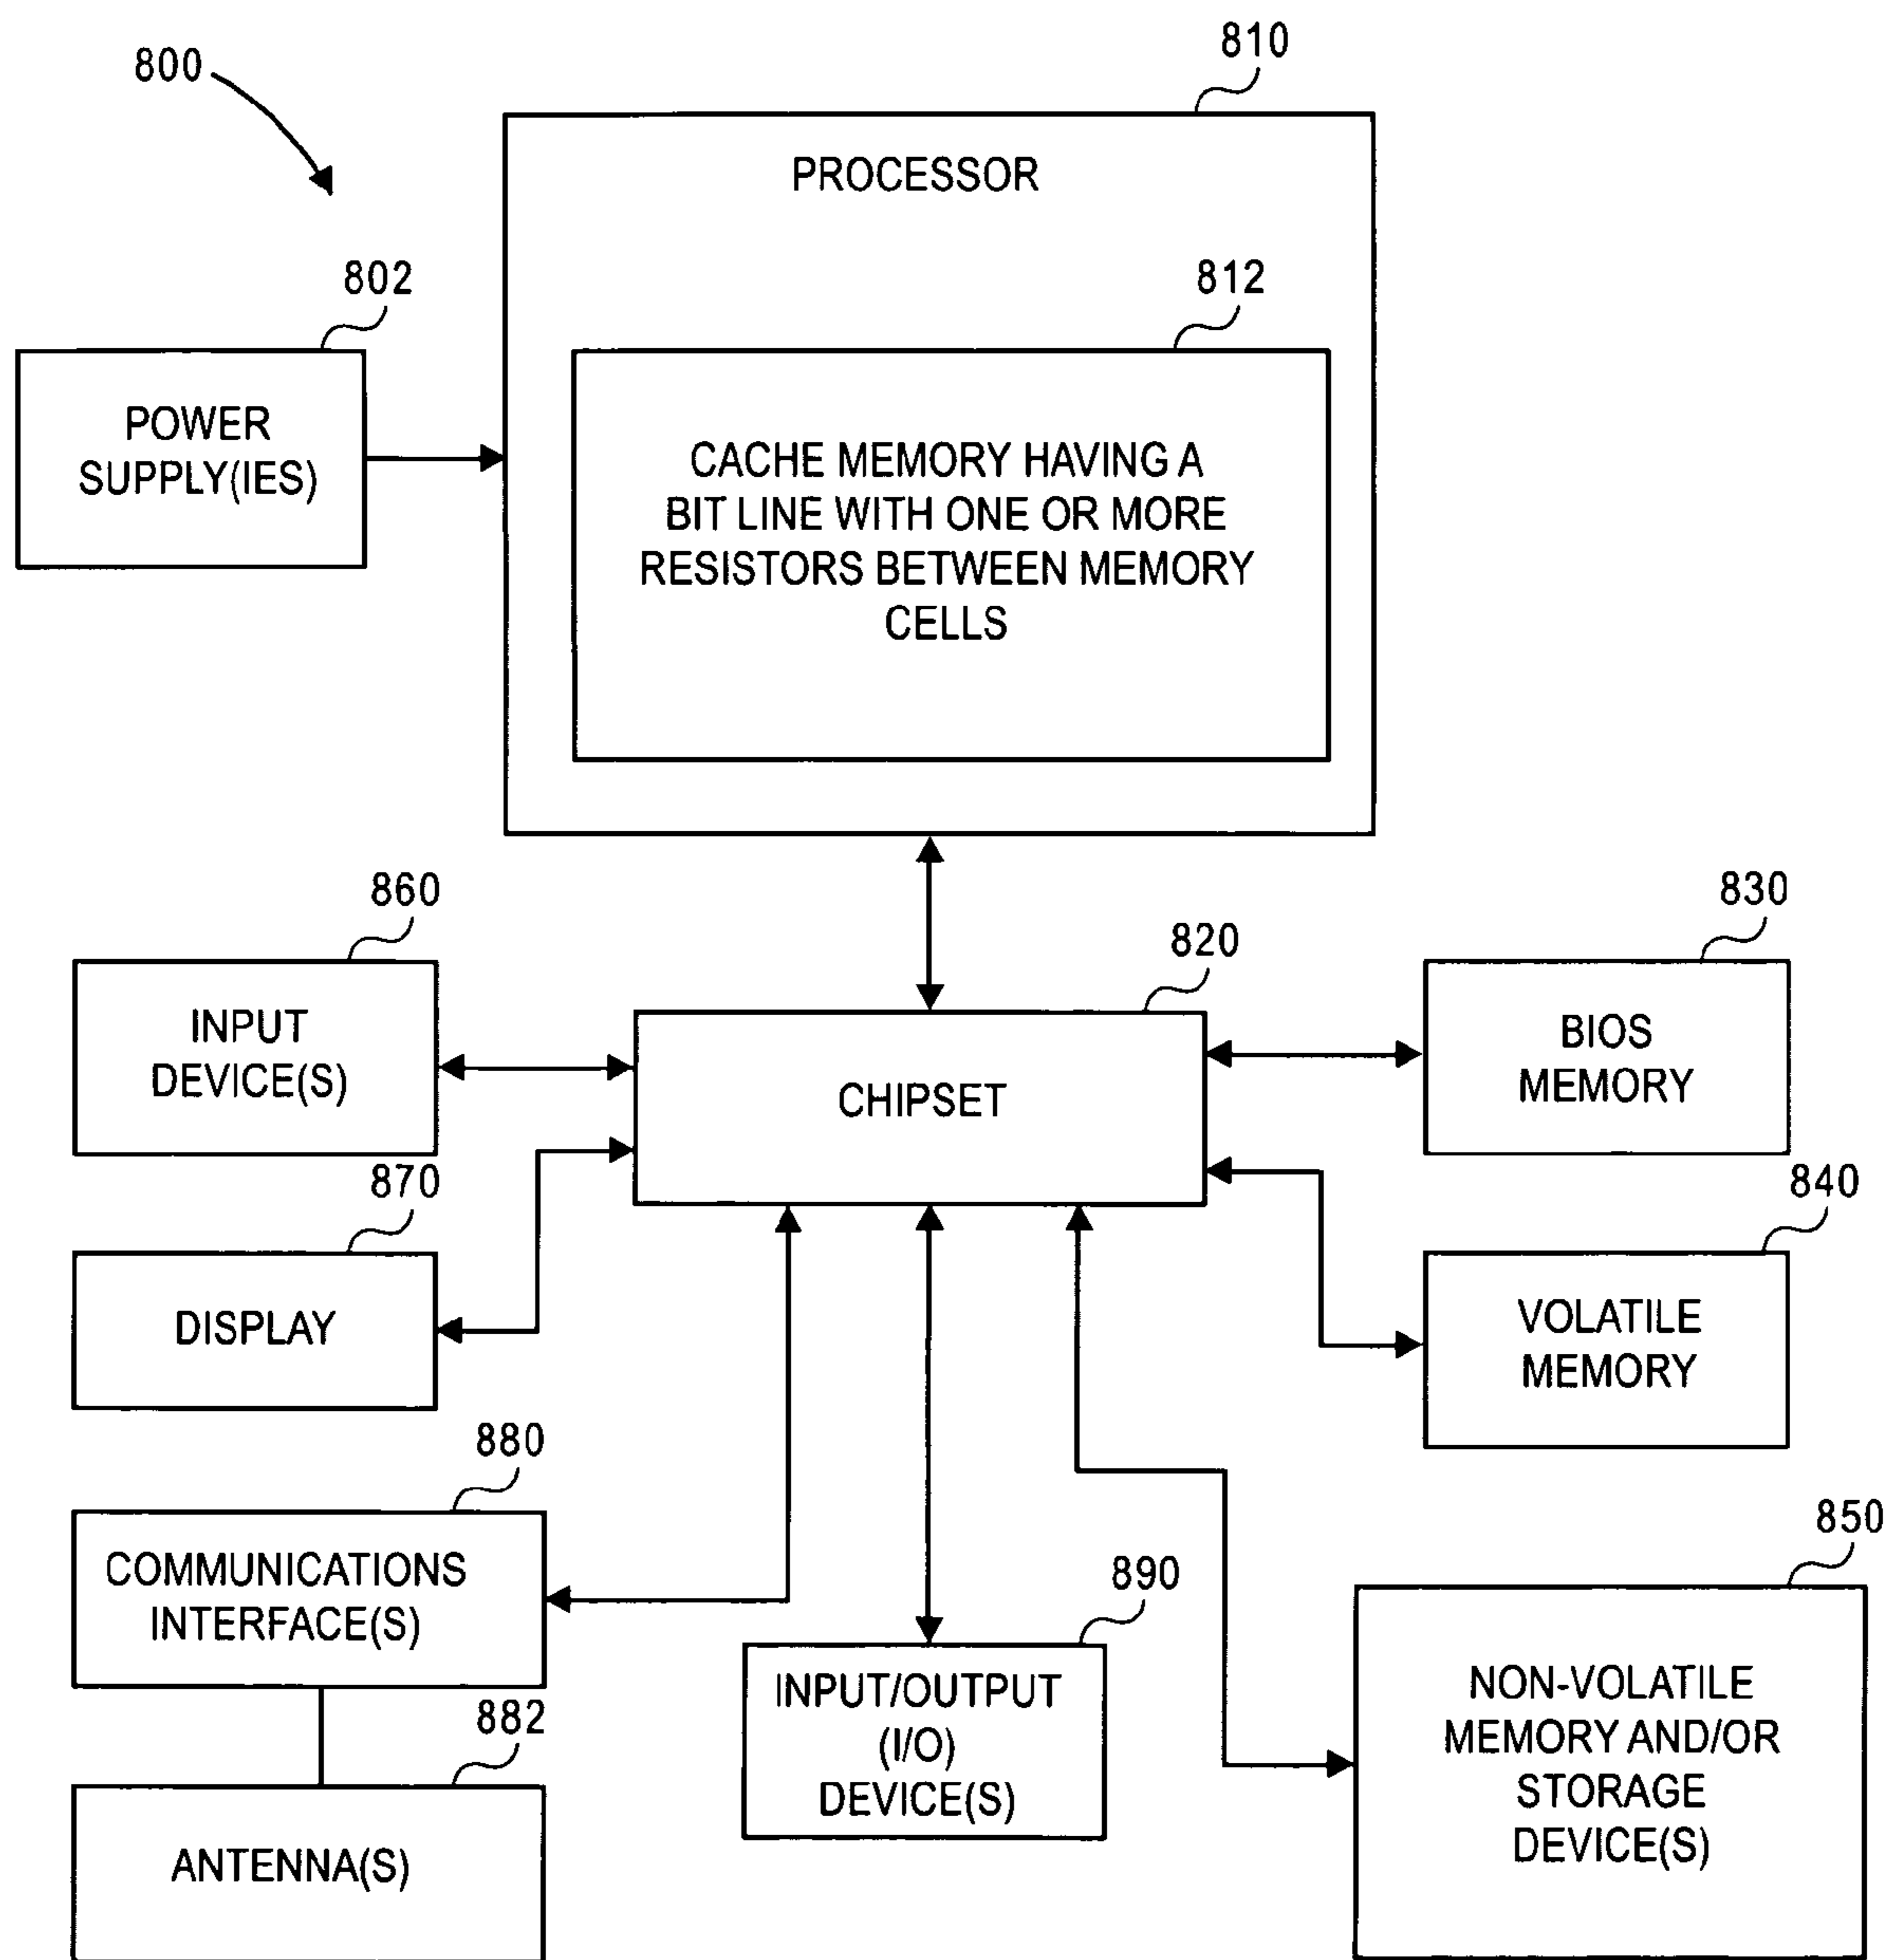 800
810
PROCESSOR
802
812
POWER
SUPPLY(IES)
CACHE MEMORY HAVING A
BIT LINE WITH ONE OR MORE
RESISTORS BETWEEN MEMORY
CELLS
860
820
830
INPUT
DEVICE(S)
CHIPSET
BIOS
MEMORY
870
840
DISPLAY
VOLATILE
MEMORY
880
850
COMMUNICATIONS
INTERFACE(S)
890
INPUT/OUTPUT
(I/O)
DEVICE(S)
NON-VOLATILE
MEMORY AND/OR
STORAGE
DEVICE(S)
882
ANTENNA(S)